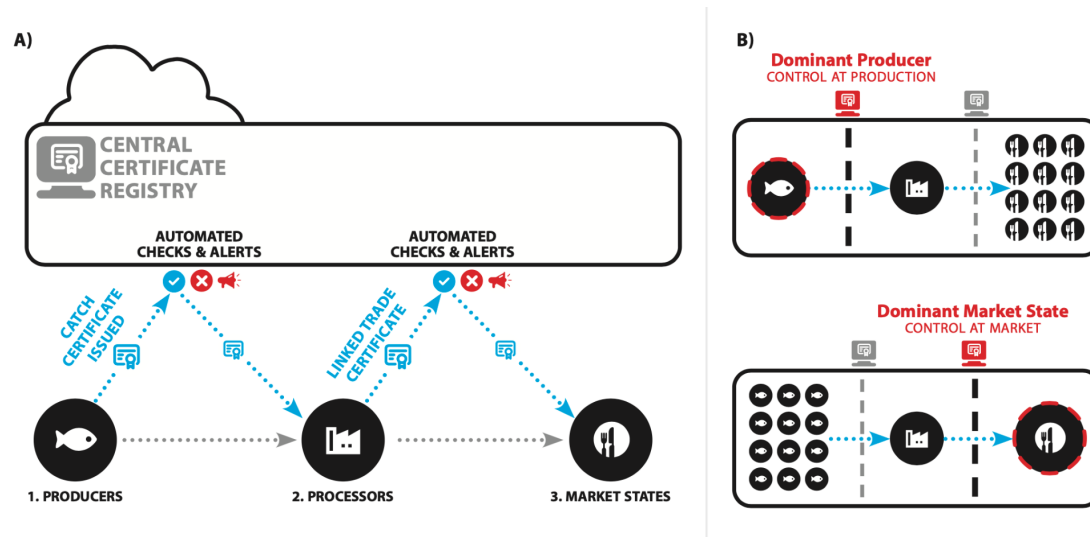 A)
CENTRAL
CERTIFICATE
REGISTRY
AUTOMATED
CHECKS & ALERTS
AUTOMATED
CHECKS & ALERTS
CATCH
CERTIFICATE
ISSUED
LINKED TRADE
CERTIFICATE
1. PRODUCERS
2. PROCESSORS
3. MARKET STATES
B)
Dominant Producer
CONTROL AT PRODUCTION
Dominant Market State
CONTROL AT MARKET